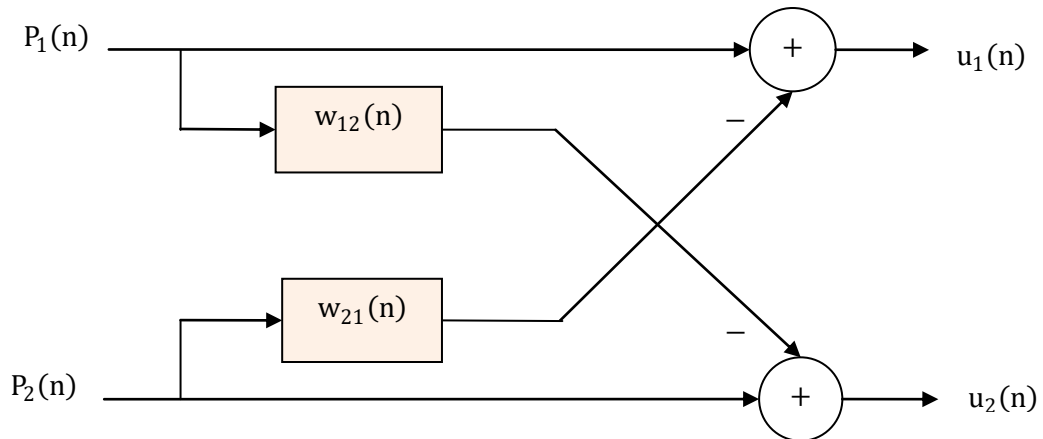 P₁(n)
+
u₁(n)
w₁₂(n)
−
w₂₁(n)
−
P₂(n)
+
u₂(n)